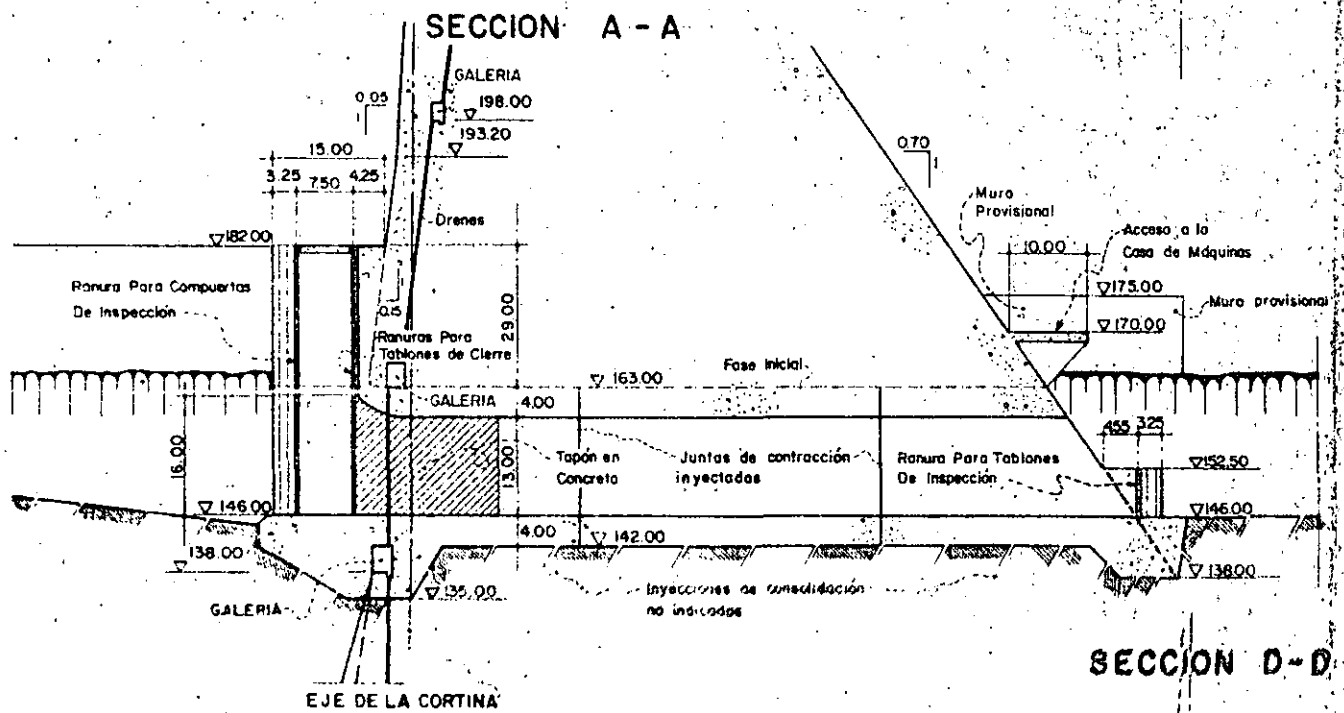 SECCION A-A
GALERIA
198.00
193.20
0.05
1
15.00
3.25 7.50 4.25
Drenes
0.70
1
Muro
Provisional
10.00
Acceso a la
Casa de Máquinas
182.00
175.00
Muro provisional
170.00
Ranura Para Compuertas
De Inspección
0.15
29.00
Ranuras Para
Tablones de Cierre
163.00
Fase Inicial
GALERIA
4.00
4.55 3.25
16.00
13.00
Tapón en
Concreto
Juntas de contracción
inyectadas
Ranura Para Tablones
De Inspección
152.50
146.00
146.00
4.00
142.00
138.00
138.00
135.00
GALERIA
Inyecciones de consolidación
no indicadas
SECCION D-D
EJE DE LA CORTINA